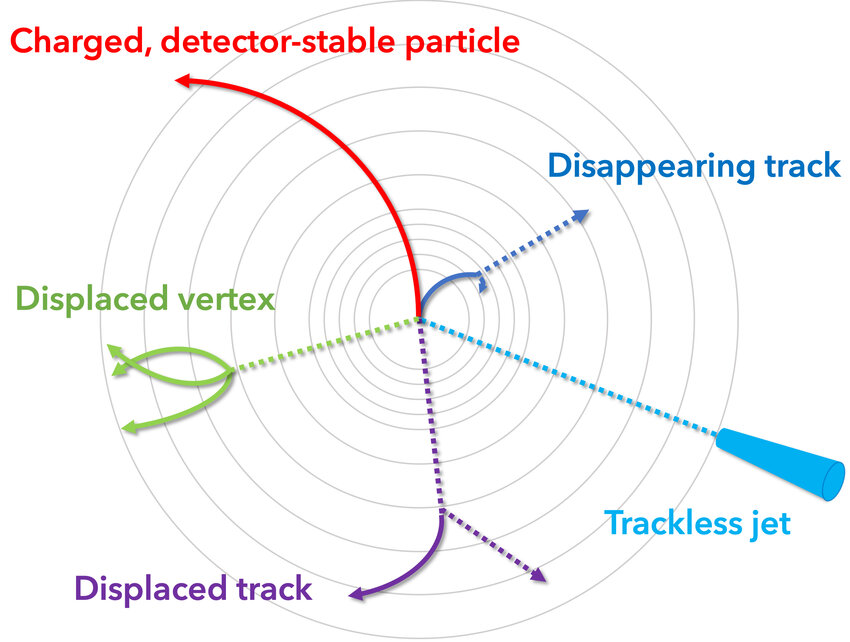 Charged, detector-stable particle
Disappearing track
Displaced vertex
Trackless jet
Displaced track